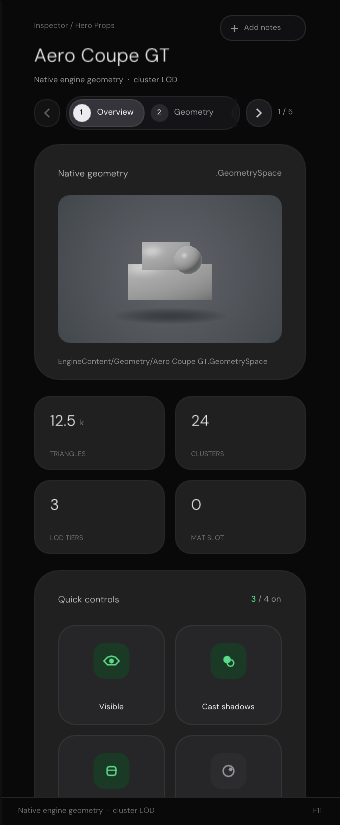 Inspector / Hero Props
Add notes
Aero Coupe GT
Native engine geometry · cluster LOD
1 Overview 2 Geometry 1 / 5
Native geometry .GeometrySpace
EngineContent/Geometry/Aero Coupe GT.GeometrySpace
12.5 k
TRIANGLES
24
CLUSTERS
3
LOD TIERS
0
MAT SLOT
Quick controls 3 / 4 on
Visible Cast shadows
Native engine geometry · cluster LOD